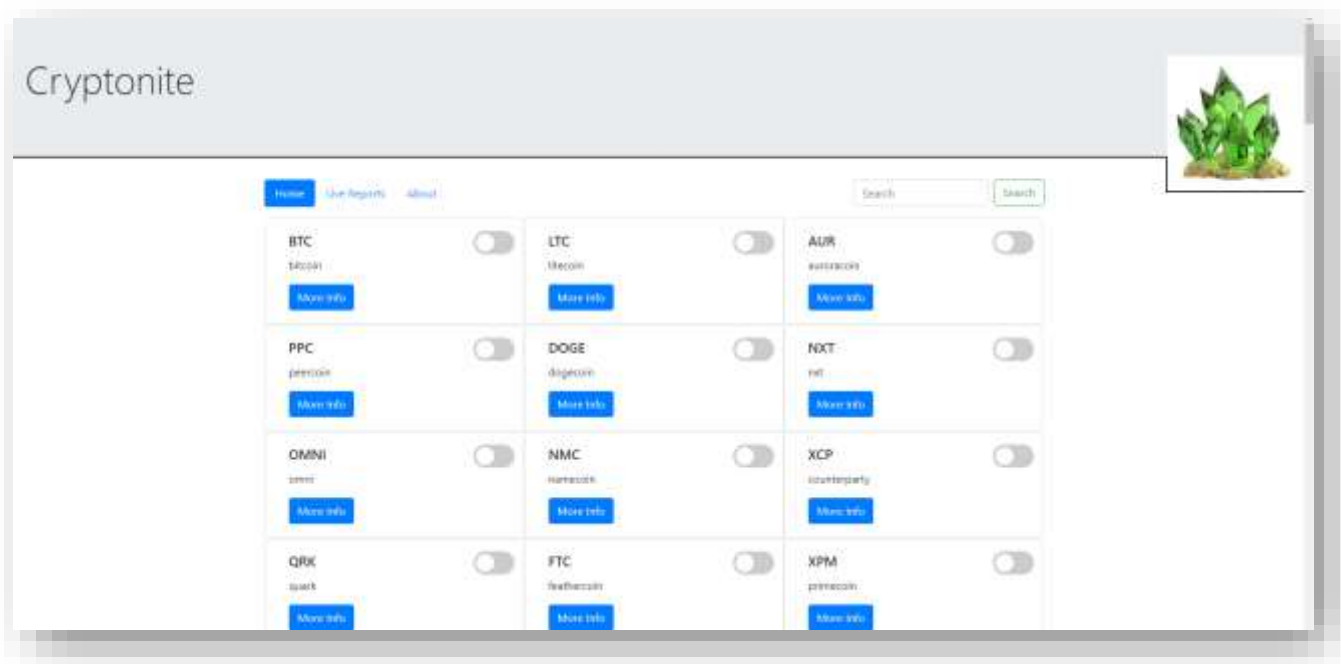 Cryptonite
Home Live Reports About Search Search
BTC LTC AUR
bitcoin litecoin auroracoin
More Info More Info More Info
PPC DOGE NXT
peercoin dogecoin nxt
More Info More Info More Info
OMNI NMC XCP
omni namecoin counterparty
More Info More Info More Info
QRK FTC XPM
quark feathercoin primecoin
More Info More Info More Info